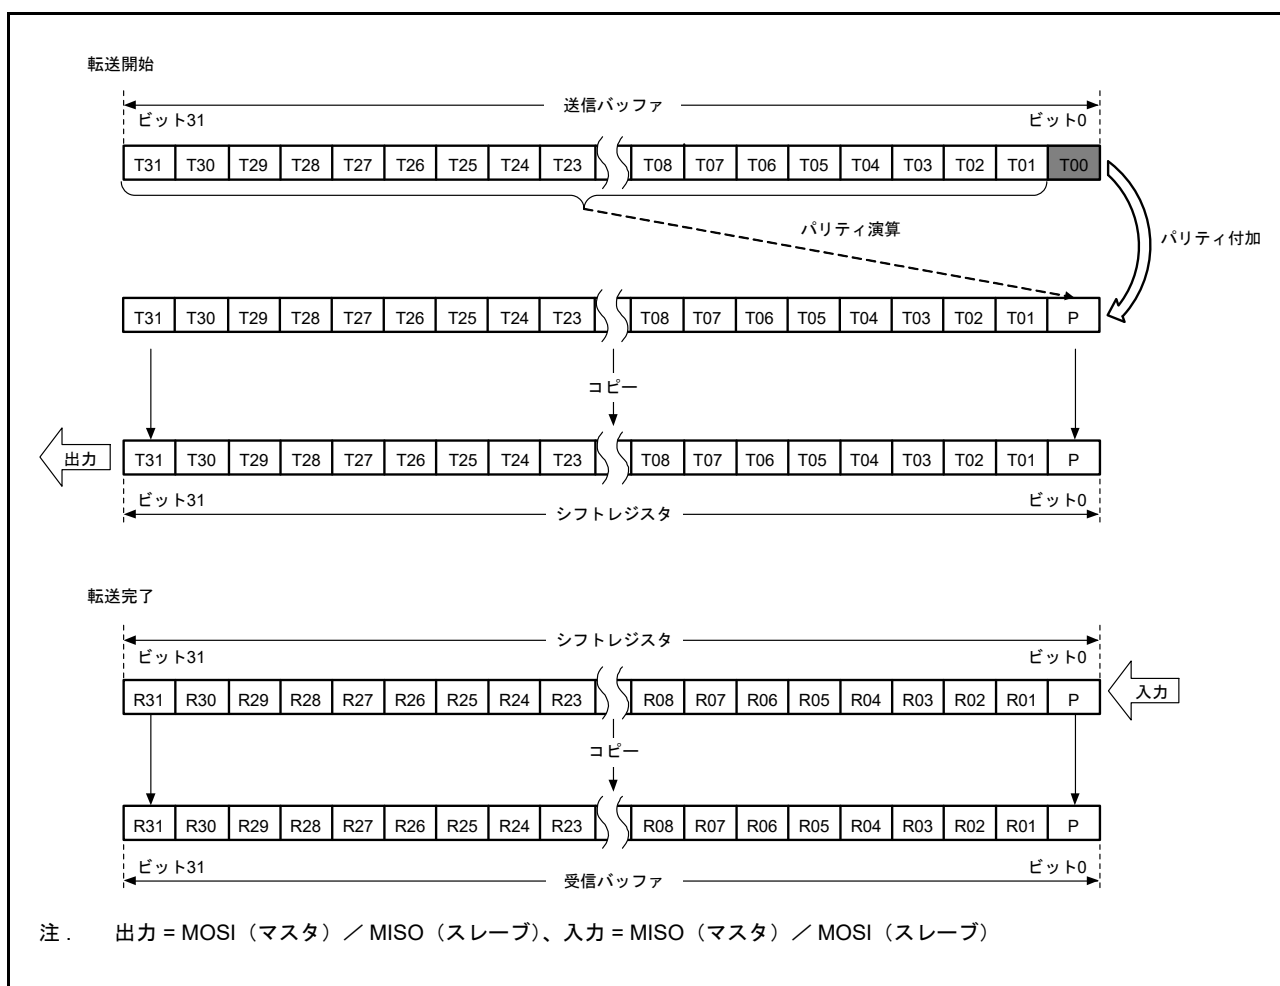 転送開始
送信バッファ
ビット31 ビット0
T31 T30 T29 T28 T27 T26 T25 T24 T23 T08 T07 T06 T05 T04 T03 T02 T01 T00
パリティ演算
パリティ付加
T31 T30 T29 T28 T27 T26 T25 T24 T23 T08 T07 T06 T05 T04 T03 T02 T01 P
コピー
出力 T31 T30 T29 T28 T27 T26 T25 T24 T23 T08 T07 T06 T05 T04 T03 T02 T01 P
ビット31 ビット0
シフトレジスタ
転送完了
シフトレジスタ
ビット31 ビット0
R31 R30 R29 R28 R27 R26 R25 R24 R23 R08 R07 R06 R05 R04 R03 R02 R01 P 入力
コピー
R31 R30 R29 R28 R27 R26 R25 R24 R23 R08 R07 R06 R05 R04 R03 R02 R01 P
ビット31 ビット0
受信バッファ
注． 出力 = MOSI（マスタ）／ MISO（スレーブ）、入力 = MISO（マスタ）／ MOSI（スレーブ）